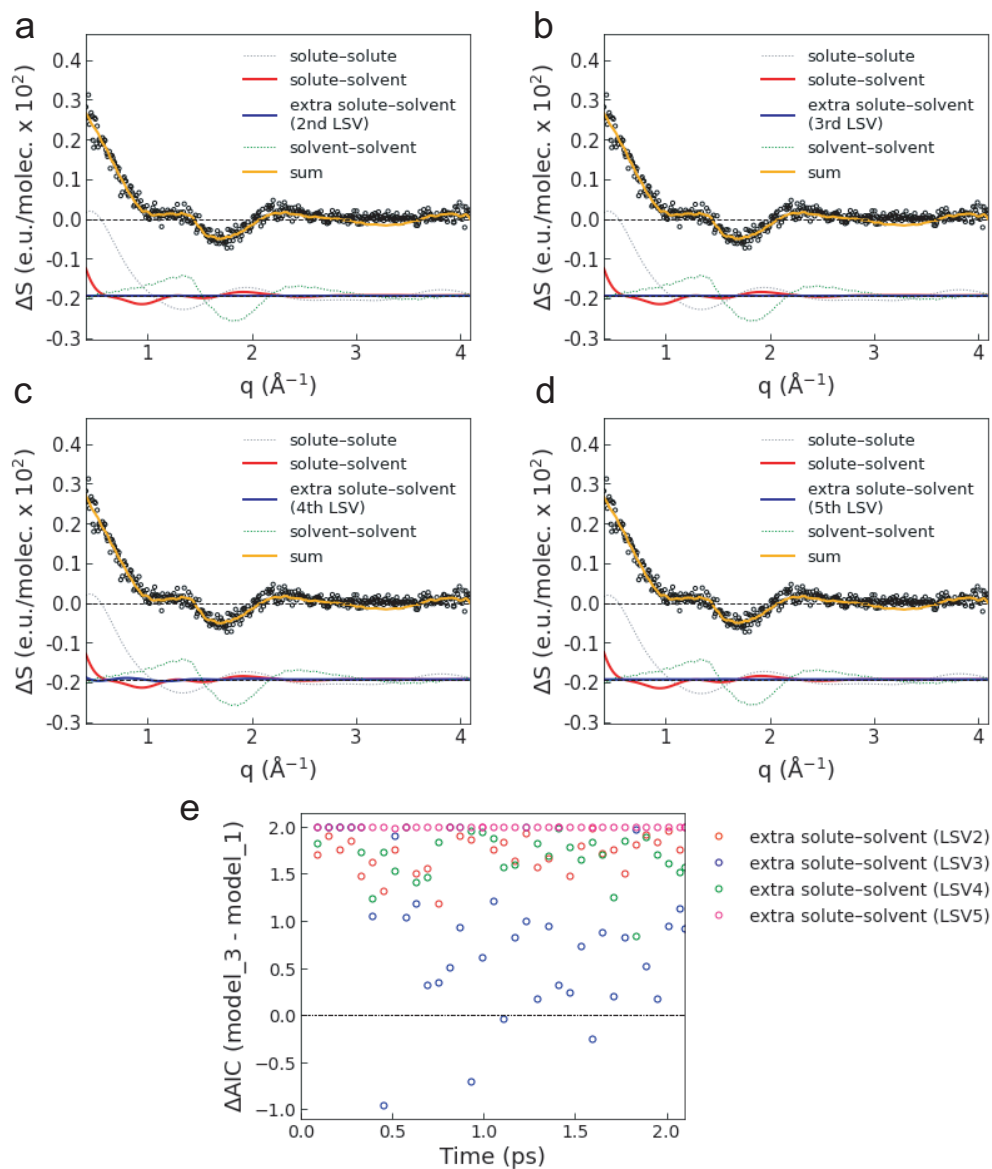 a
0.4
0.3
0.2
0.1
0.0
-0.1
-0.2
-0.3
ΔS (e.u./molec. x 10²)
solute–solute
solute–solvent
extra solute–solvent
(2nd LSV)
solvent–solvent
sum
1
2
3
4
q (Å⁻¹)
b
0.4
0.3
0.2
0.1
0.0
-0.1
-0.2
-0.3
ΔS (e.u./molec. x 10²)
solute–solute
solute–solvent
extra solute–solvent
(3rd LSV)
solvent–solvent
sum
1
2
3
4
q (Å⁻¹)
c
0.4
0.3
0.2
0.1
0.0
-0.1
-0.2
-0.3
ΔS (e.u./molec. x 10²)
solute–solute
solute–solvent
extra solute–solvent
(4th LSV)
solvent–solvent
sum
1
2
3
4
q (Å⁻¹)
d
0.4
0.3
0.2
0.1
0.0
-0.1
-0.2
-0.3
ΔS (e.u./molec. x 10²)
solute–solute
solute–solvent
extra solute–solvent
(5th LSV)
solvent–solvent
sum
1
2
3
4
q (Å⁻¹)
e
2.0
1.5
1.0
0.5
0.0
−0.5
−1.0
ΔAIC (model_3 - model_1)
0.0
0.5
1.0
1.5
2.0
Time (ps)
extra solute–solvent (LSV2)
extra solute–solvent (LSV3)
extra solute–solvent (LSV4)
extra solute–solvent (LSV5)